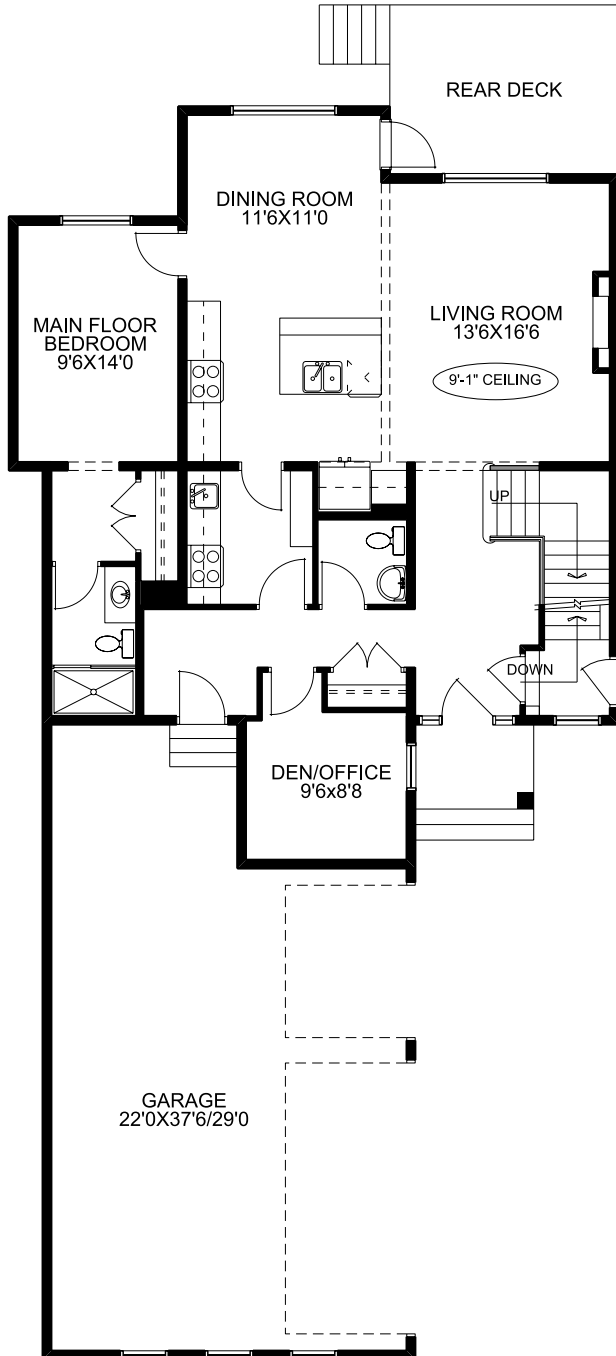 REAR DECK
DINING ROOM
11'6X11'0
MAIN FLOOR
BEDROOM
9'6X14'0
LIVING ROOM
13'6X16'6
9'-1" CEILING
UP
DOWN
DEN/OFFICE
9'6x8'8
GARAGE
22'0X37'6/29'0